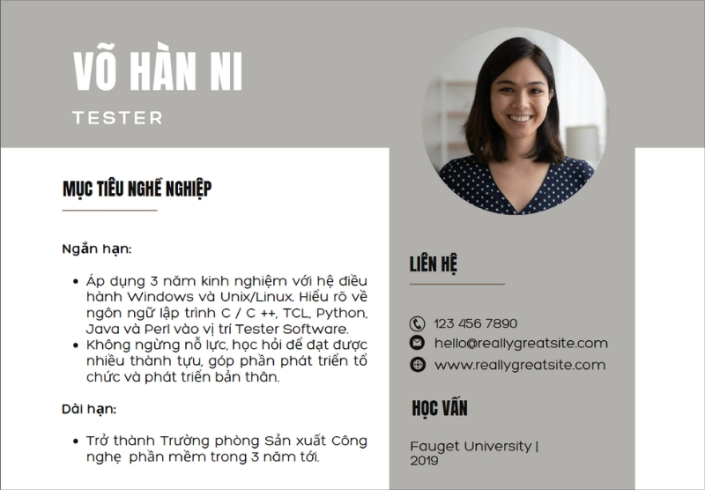 VÕ HÀN NI
TESTER
MỤC TIÊU NGHỀ NGHIỆP
Ngắn hạn:
• Áp dụng 3 năm kinh nghiệm với hệ điều
hành Windows và Unix/Linux. Hiểu rõ về
ngôn ngữ lập trình C / C ++, TCL, Python,
Java và Perl vào vị trí Tester Software.
• Không ngừng nỗ lực, học hỏi để đạt được
nhiều thành tựu, góp phần phát triển tổ
chức và phát triển bản thân.
Dài hạn:
• Trở thành Trưởng phòng Sản xuất Công
nghẹ phần mềm trong 3 năm tới.
LIÊN HỆ
123 456 7890
hello@reallygreatsite.com
www.reallygreatsite.com
HỌC VẤN
Fauget University |
2019